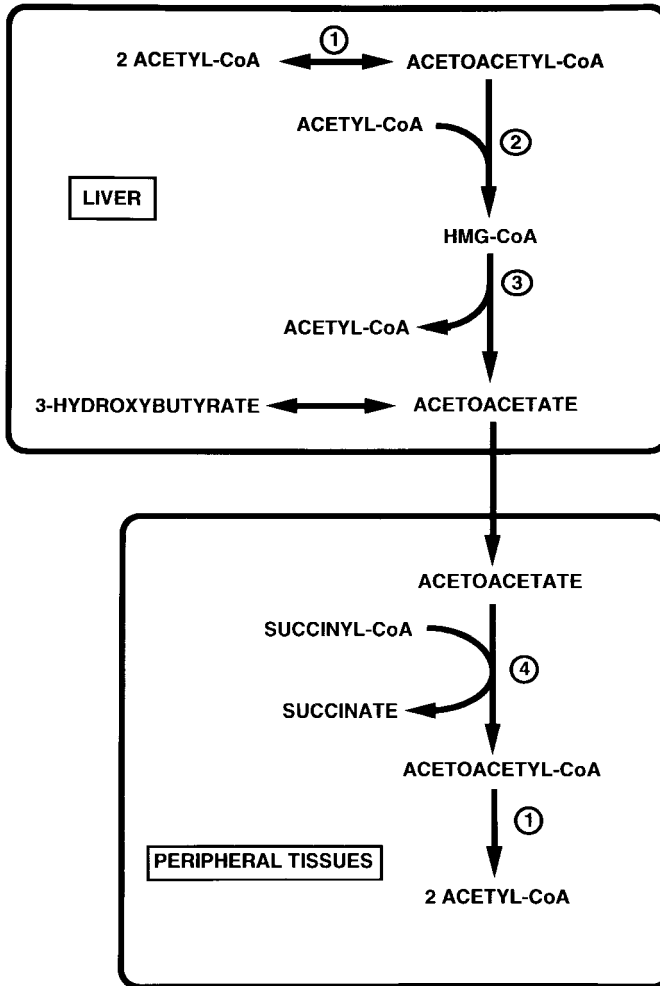 2 ACETYL-CoA
1
ACETOACETYL-CoA
ACETYL-CoA
2
LIVER
HMG-CoA
3
ACETYL-CoA
3-HYDROXYBUTYRATE
ACETOACETATE
ACETOACETATE
SUCCINYL-CoA
4
SUCCINATE
ACETOACETYL-CoA
1
PERIPHERAL TISSUES
2 ACETYL-CoA